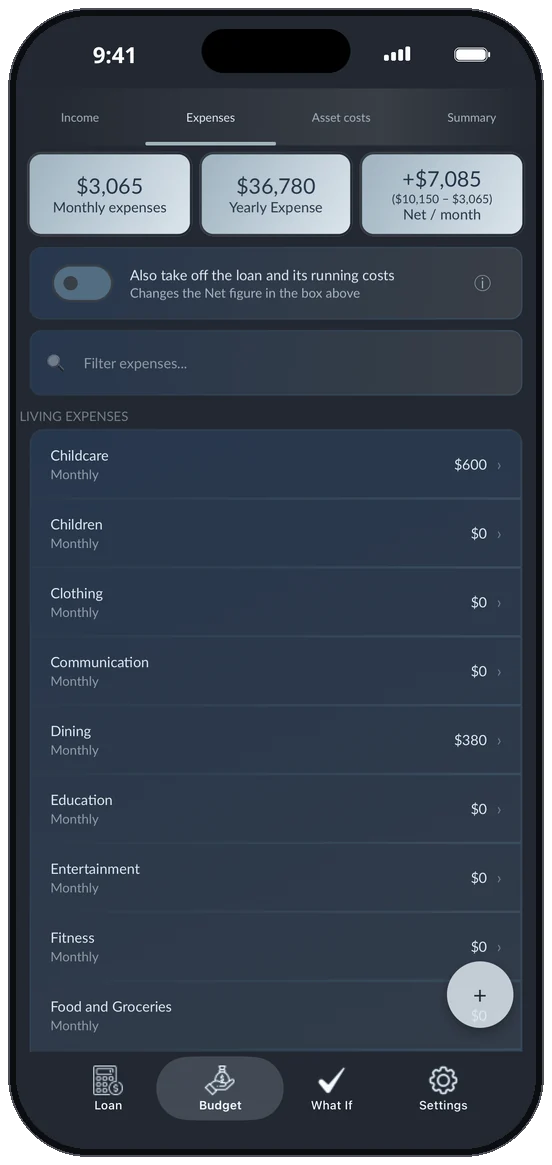 9:41
Income
Expenses
Asset costs
Summary
$3,065
Monthly expenses
$36,780
Yearly Expense
+$7,085
($10,150 – $3,065)
Net / month
Also take off the loan and its running costs
Changes the Net figure in the box above
Filter expenses...
LIVING EXPENSES
Childcare
Monthly
$600
Children
Monthly
$0
Clothing
Monthly
$0
Communication
Monthly
$0
Dining
Monthly
$380
Education
Monthly
$0
Entertainment
Monthly
$0
Fitness
Monthly
$0
Food and Groceries
Monthly
$0
+
Loan
Budget
What If
Settings